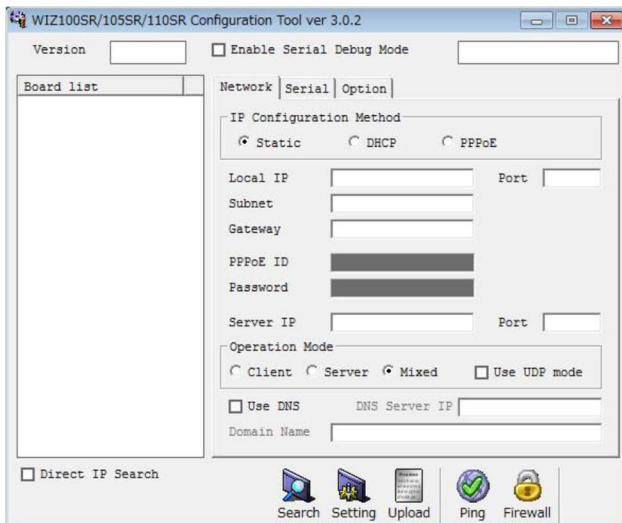 WIZ100SR/105SR/110SR Configuration Tool ver 3.0.2
Version
Enable Serial Debug Mode
Board list
Network Serial Option
IP Configuration Method
Static DHCP PPPoE
Local IP Port
Subnet
Gateway
PPPoE ID
Password
Server IP Port
Operation Mode
Client Server Mixed Use UDP mode
Use DNS DNS Server IP
Domain Name
Direct IP Search
Search Setting Upload Ping Firewall